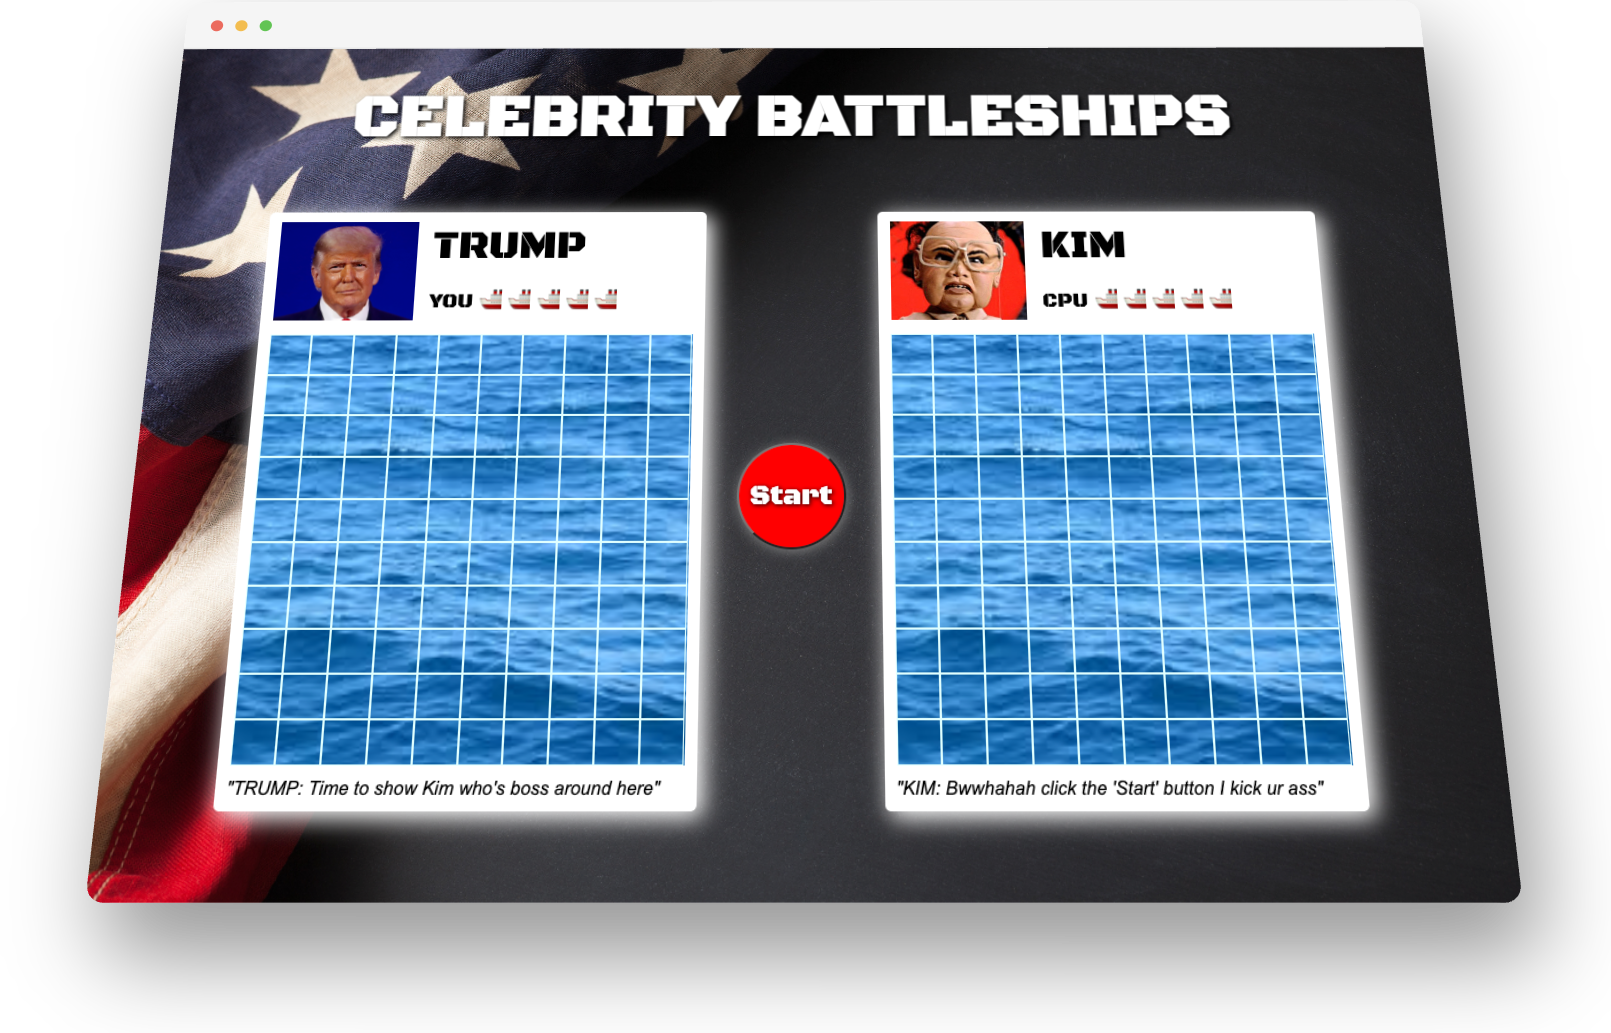 CELEBRITY BATTLESHIPS
TRUMP
YOU
KIM
CPU
Start
"TRUMP: Time to show Kim who's boss around here"
"KIM: Bwwhahah click the 'Start' button I kick ur ass"